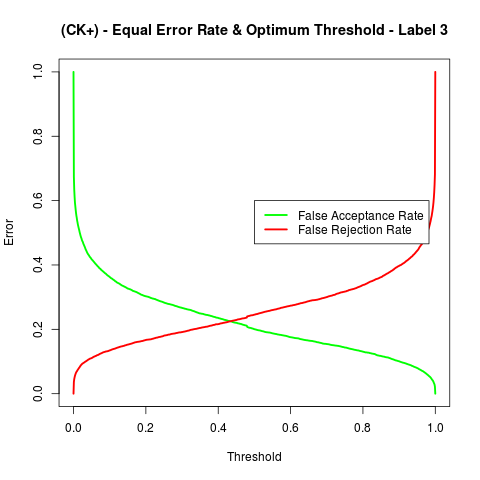 (CK+) - Equal Error Rate & Optimum Threshold - Label 3
Error
1.0
0.8
0.6
0.4
0.2
0.0
False Acceptance Rate
False Rejection Rate
0.0 0.2 0.4 0.6 0.8 1.0
Threshold